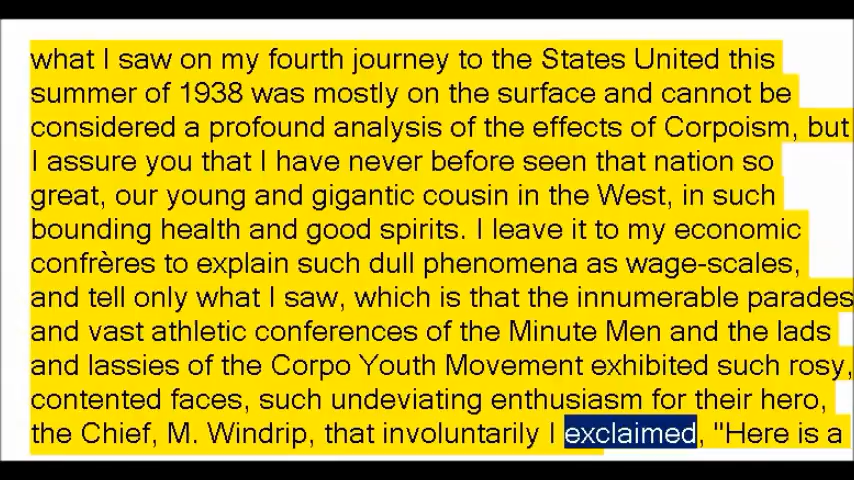 what I saw on my fourth journey to the States United this
summer of 1938 was mostly on the surface and cannot be
considered a profound analysis of the effects of Corpoism, but
I assure you that I have never before seen that nation so
great, our young and gigantic cousin in the West, in such
bounding health and good spirits. I leave it to my economic
confrères to explain such dull phenomena as wage-scales,
and tell only what I saw, which is that the innumerable parades
and vast athletic conferences of the Minute Men and the lads
and lassies of the Corpo Youth Movement exhibited such rosy,
contented faces, such undeviating enthusiasm for their hero,
the Chief, M. Windrip, that involuntarily I exclaimed, "Here is a